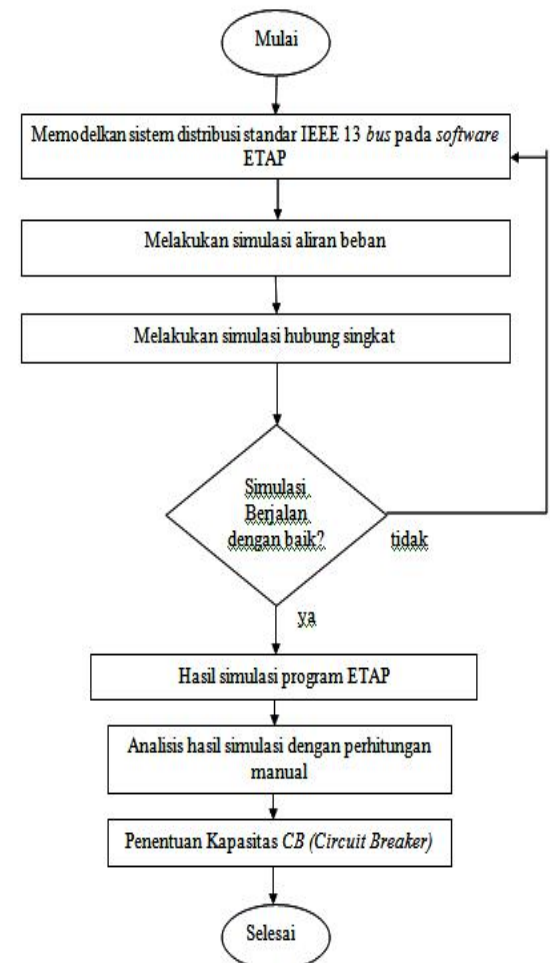 Mulai
Memodelkan sistem distribusi standar IEEE 13 bus pada software
ETAP
Melakukan simulasi aliran beban
Melakukan simulasi hubung singkat
Simulasi
Berjalan
dengan baik?
tidak
ya
Hasil simulasi program ETAP
Analisis hasil simulasi dengan perhitungan
manual
Penentuan Kapasitas CB (Circuit Breaker)
Selesai